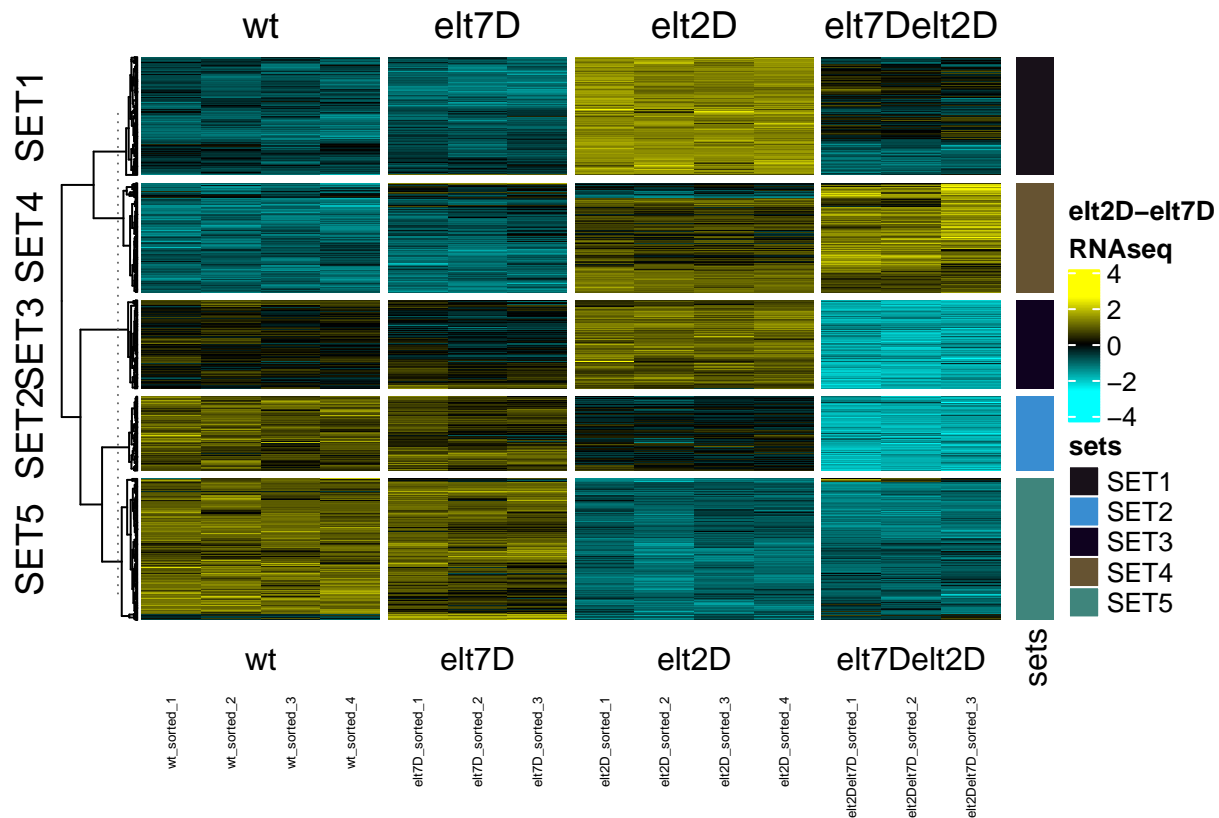 wt
elt7D
elt2D
elt7Delt2D
SET1
SET4
SET3
SET2
SET5
elt2D−elt7D
RNAseq
4
2
0
−2
−4
sets
SET1
SET2
SET3
SET4
SET5
sets
wt
elt7D
elt2D
elt7Delt2D
wt_sorted_1
wt_sorted_2
wt_sorted_3
wt_sorted_4
elt7D_sorted_1
elt7D_sorted_2
elt7D_sorted_3
elt2D_sorted_1
elt2D_sorted_2
elt2D_sorted_3
elt2D_sorted_4
elt2Delt7D_sorted_1
elt2Delt7D_sorted_2
elt2Delt7D_sorted_3